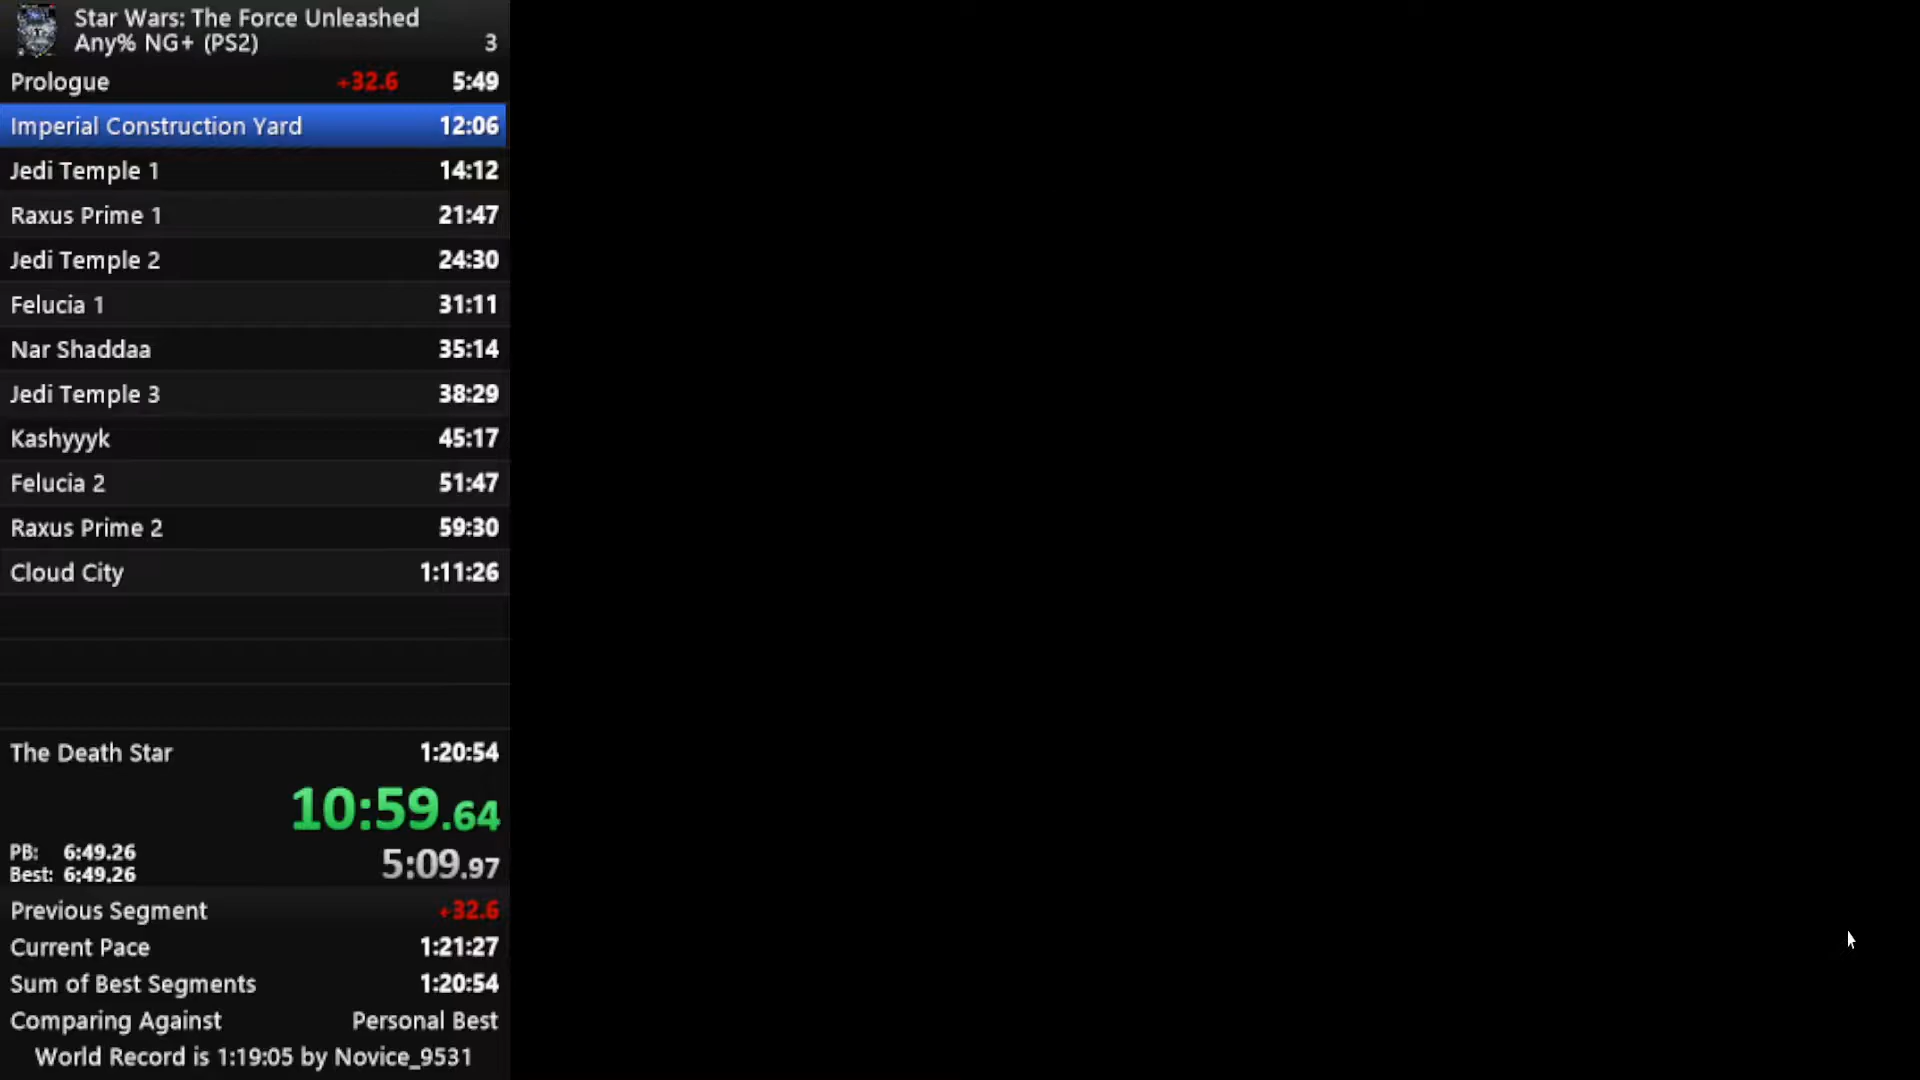 Star Wars: The Force Unleashed
Any% NG+ (PS2) 3
Prologue +32.6 5:49
Imperial Construction Yard 12:06
Jedi Temple 1 14:12
Raxus Prime 1 21:47
Jedi Temple 2 24:30
Felucia 1 31:11
Nar Shaddaa 35:14
Jedi Temple 3 38:29
Kashyyyk 45:17
Felucia 2 51:47
Raxus Prime 2 59:30
Cloud City 1:11:26
The Death Star 1:20:54
10:59.64
PB: 6:49.26
Best: 6:49.26
5:09.97
Previous Segment +32.6
Current Pace 1:21:27
Sum of Best Segments 1:20:54
Comparing Against Personal Best
World Record is 1:19:05 by Novice_9531